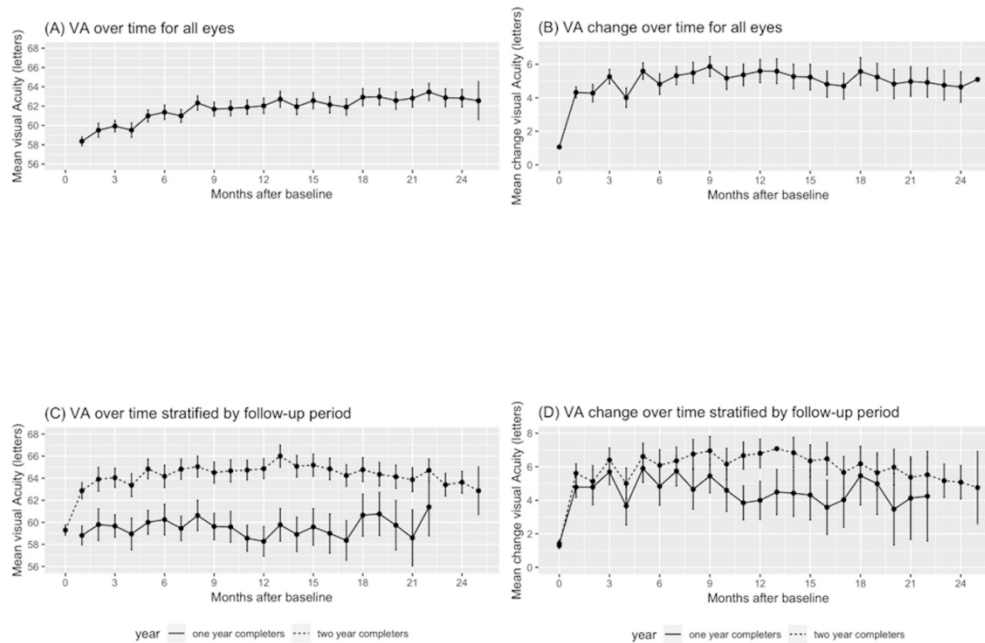 (A) VA over time for all eyes
Mean visual Acuity (letters)
68
66
64
62
60
58
56
0 3 6 9 12 15 18 21 24
Months after baseline
(B) VA change over time for all eyes
Mean change visual Acuity (letters)
6
4
2
0
0 3 6 9 12 15 18 21 24
Months after baseline
(C) VA over time stratified by follow-up period
Mean visual Acuity (letters)
68
66
64
62
60
58
56
0 3 6 9 12 15 18 21 24
Months after baseline
year one year completers two year completers
(D) VA change over time stratified by follow-up period
Mean change visual Acuity (letters)
8
6
4
2
0
0 3 6 9 12 15 18 21 24
Months after baseline
year one year completers two year completers